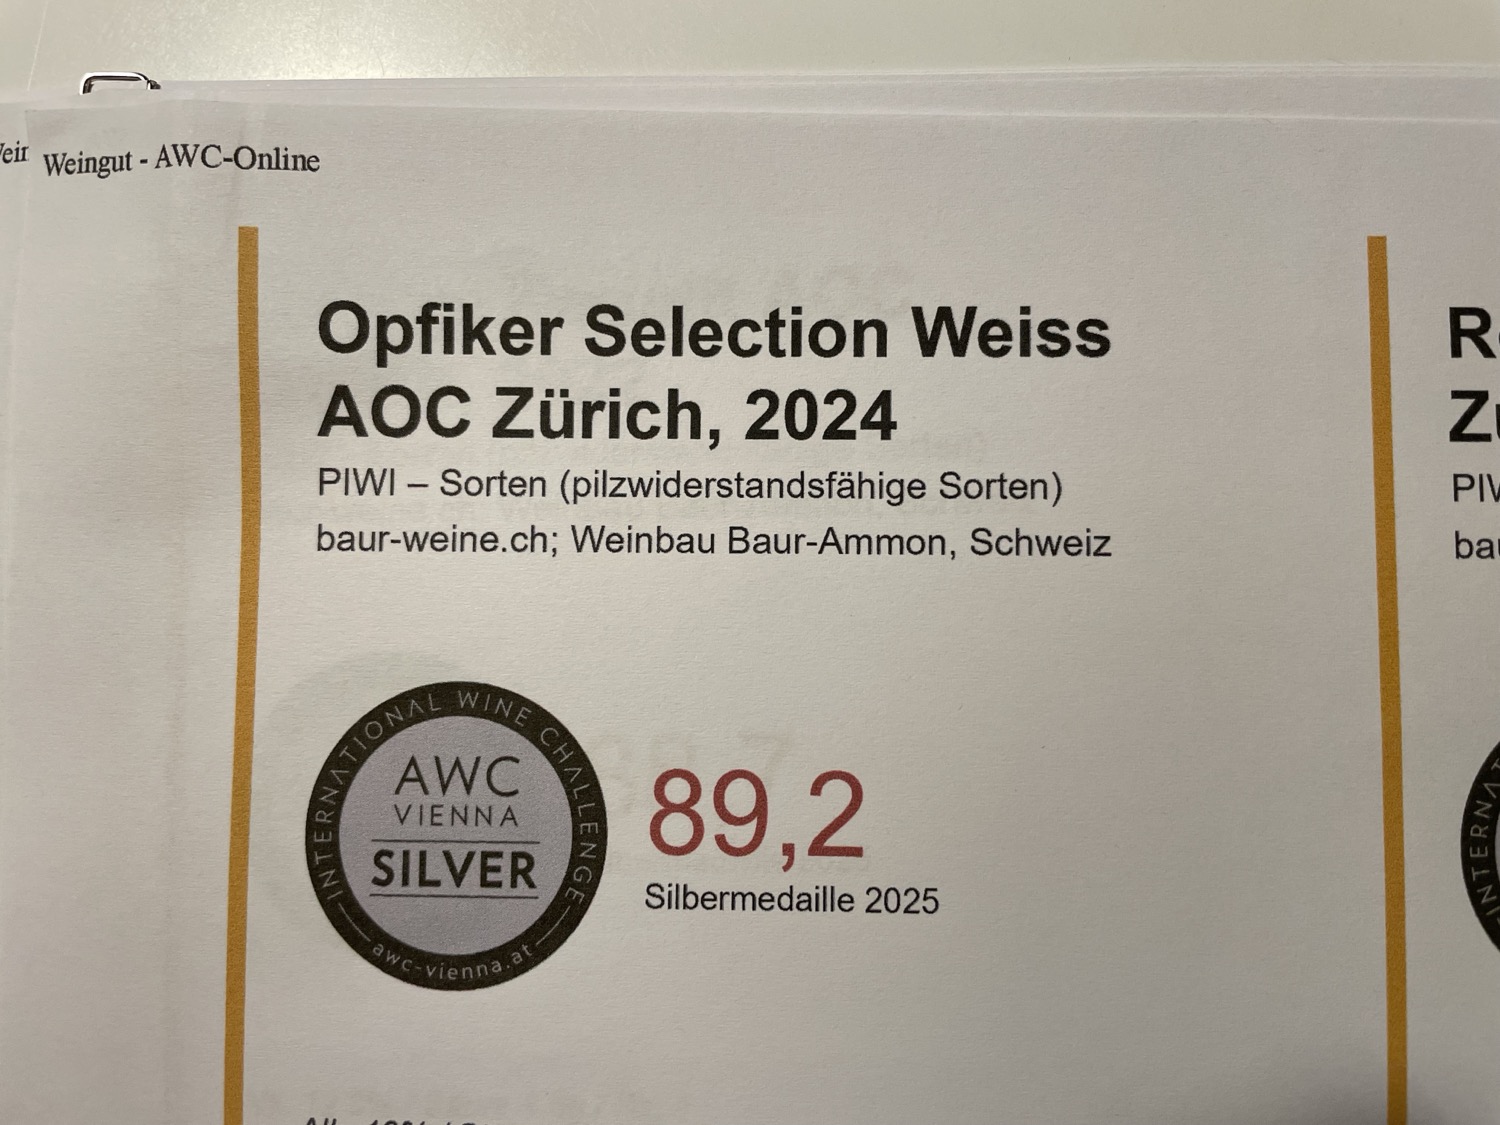 Weingut - AWC-Online
Opfiker Selection Weiss
AOC Zürich, 2024
PIWI – Sorten (pilzwiderstandsfähige Sorten)
baur-weine.ch; Weinbau Baur-Ammon, Schweiz
INTERNATIONAL WINE CHALLENGE
AWC
VIENNA
SILVER
awc-vienna.at
89,2
Silbermedaille 2025